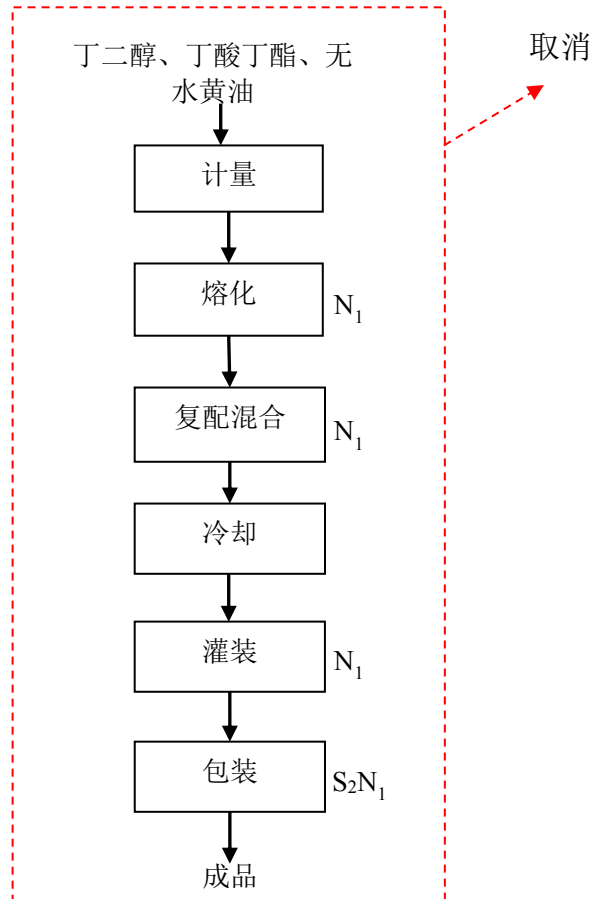 取消
丁二醇、丁酸丁酯、无
水黄油
计量
熔化
N₁
复配混合
N₁
冷却
灌装
N₁
包装
S₂N₁
成品